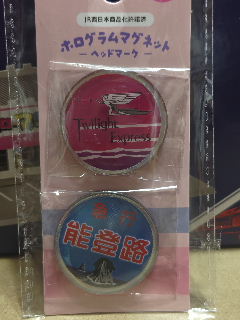 JR西日本商品化許諾済
ホログラムマグネット
ーヘッドマークー
Twilight
Express
急行
能登路